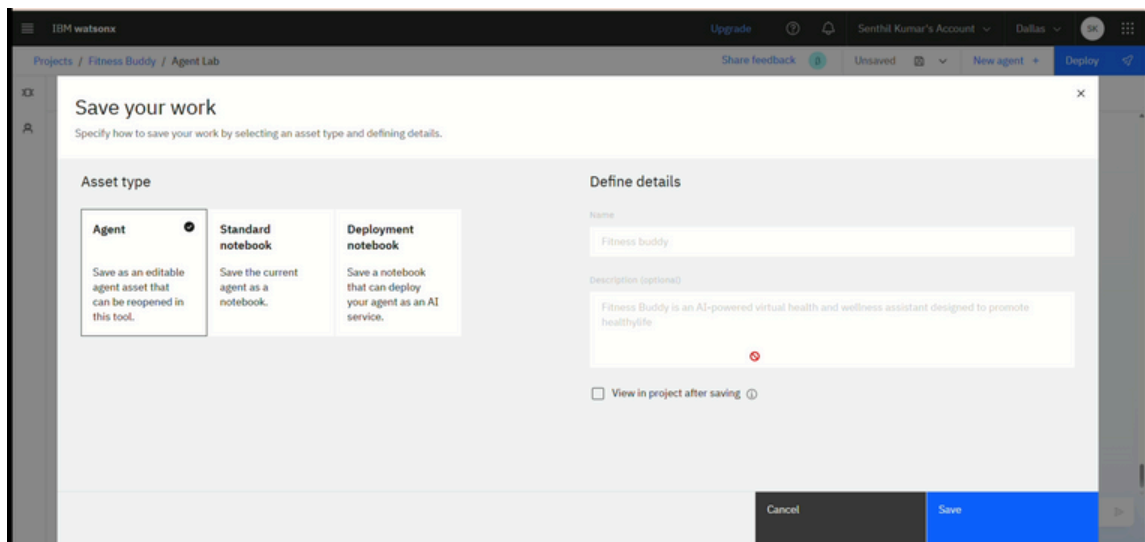 IBM watsonx
Upgrade
Senthil Kumar's Account
Dallas
SK
Projects / Fitness Buddy / Agent Lab
Share feedback
Unsaved
New agent +
Deploy
Save your work
Specify how to save your work by selecting an asset type and defining details.
Asset type
Agent
Save as an editable
agent asset that
can be reopened in
this tool.
Standard
notebook
Save the current
agent as a
notebook.
Deployment
notebook
Save a notebook
that can deploy
your agent as an AI
service.
Define details
Name
Fitness buddy
Description (optional)
Fitness Buddy is an AI-powered virtual health and wellness assistant designed to promote
healthylife
View in project after saving
Cancel
Save